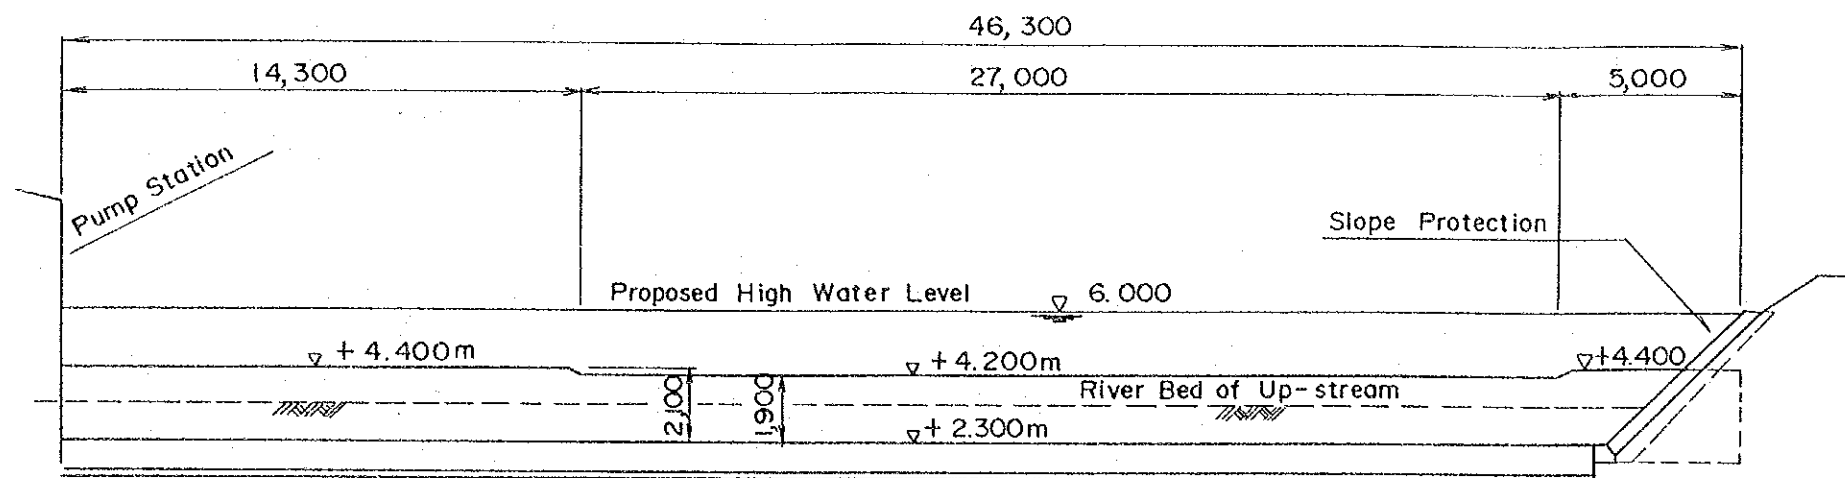 46,300
14,300
27,000
5,000
Pump Station
Slope Protection
Proposed High Water Level
6.000
+4.400m
+4.200m
+4.400
River Bed of Up-stream
2,100
1,900
+2.300m